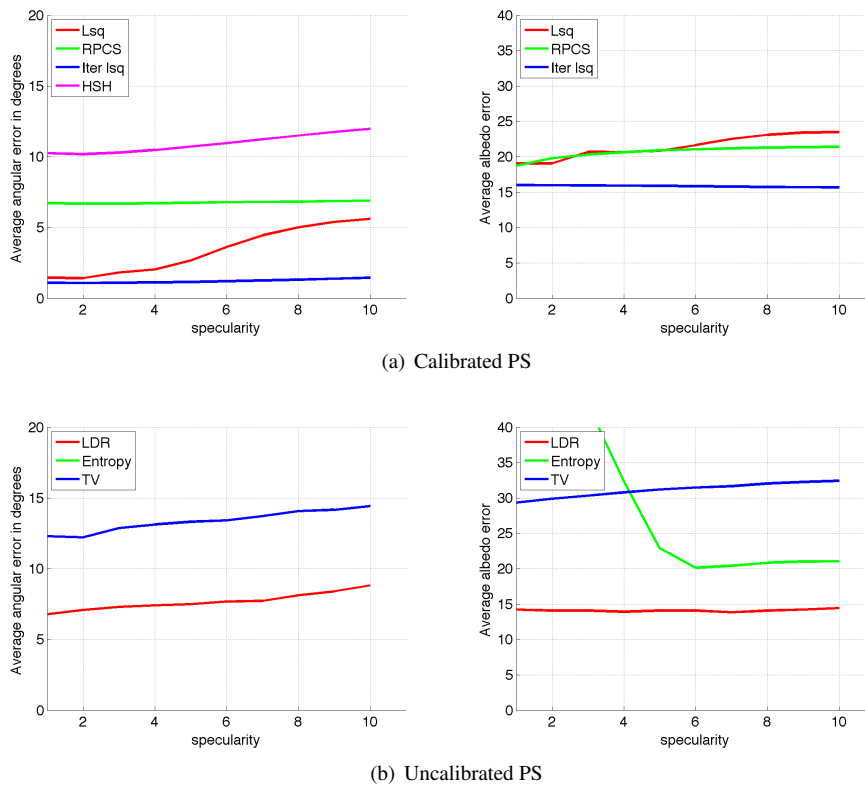 Lsq
RPCS
Iter lsq
HSH
20
15
10
5
0
2 4 6 8 10
Average angular error in degrees
specularity
Lsq
RPCS
Iter lsq
40
35
30
25
20
15
10
5
0
2 4 6 8 10
Average albedo error
specularity
(a) Calibrated PS
LDR
Entropy
TV
20
15
10
5
0
2 4 6 8 10
Average angular error in degrees
specularity
LDR
Entropy
TV
40
35
30
25
20
15
10
5
0
2 4 6 8 10
Average albedo error
specularity
(b) Uncalibrated PS